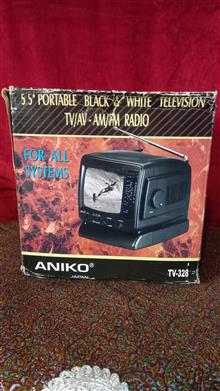 5.5" PORTABLE BLACK & WHITE TELEVISION
TV/AV - AM/FM RADIO
FOR ALL
SYSTEMS
ANIKO®
JAPAN
TV-328